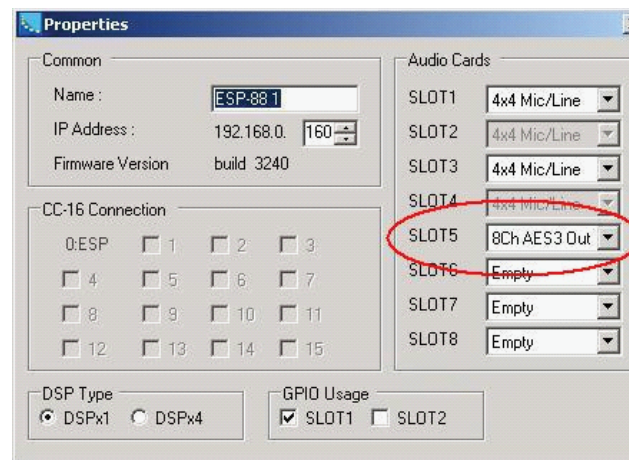 Properties
Common
Name :
ESP-88 1
IP Address :
192.168.0. 160
Firmware Version
build 3240
CC-16 Connection
0:ESP 1 2 3
4 5 6 7
8 9 10 11
12 13 14 15
Audio Cards
SLOT1 4x4 Mic/Line
SLOT2 4x4 Mic/Line
SLOT3 4x4 Mic/Line
SLOT4 4x4 Mic/Line
SLOT5 8Ch AES3 Out
SLOT6 Empty
SLOT7 Empty
SLOT8 Empty
DSP Type
DSPx1 DSPx4
GPIO Usage
SLOT1 SLOT2